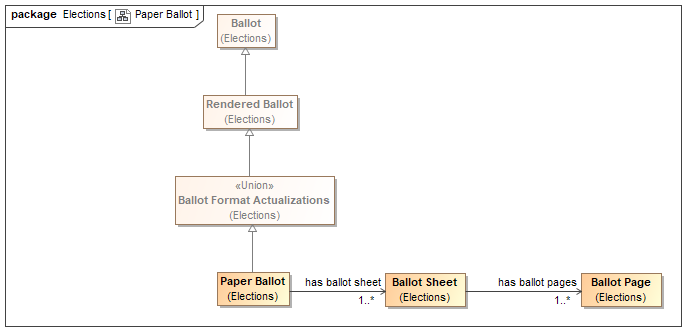 package Elections [ Paper Ballot ]
Ballot
(Elections)
Rendered Ballot
(Elections)
«Union»
Ballot Format Actualizations
(Elections)
Paper Ballot
(Elections)
has ballot sheet
1..*
Ballot Sheet
(Elections)
has ballot pages
1..*
Ballot Page
(Elections)